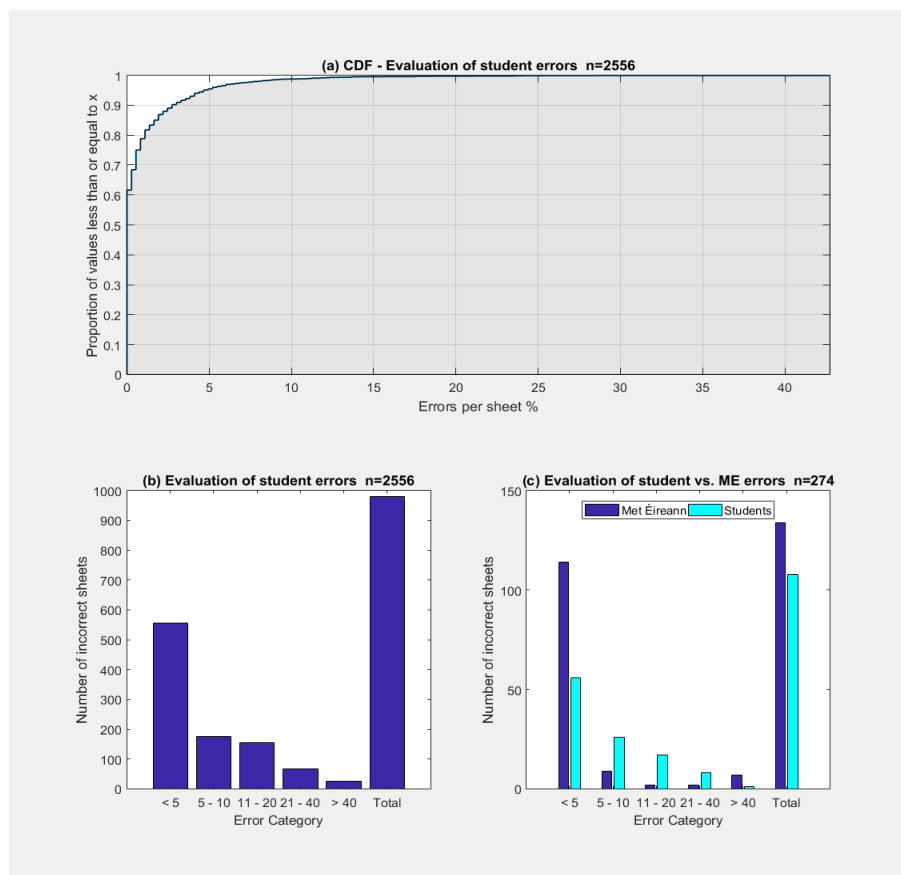 (a) CDF - Evaluation of student errors n=2556
Proportion of values less than or equal to x
1
0.9
0.8
0.7
0.6
0.5
0.4
0.3
0.2
0.1
0
0 5 10 15 20 25 30 35 40
Errors per sheet %
(b) Evaluation of student errors n=2556
Number of incorrect sheets
1000
900
800
700
600
500
400
300
200
100
0
< 5 5 - 10 11 - 20 21 - 40 > 40 Total
Error Category
(c) Evaluation of student vs. ME errors n=274
Number of incorrect sheets
150
100
50
0
Met Éireann Students
< 5 5 - 10 11 - 20 21 - 40 > 40 Total
Error Category